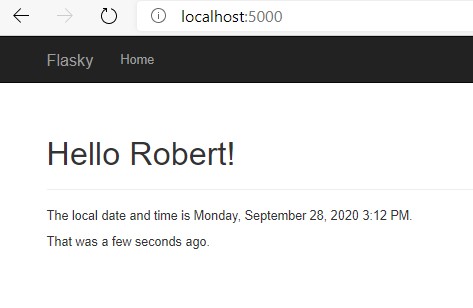 localhost:5000
Flasky Home
Hello Robert!
The local date and time is Monday, September 28, 2020 3:12 PM.
That was a few seconds ago.